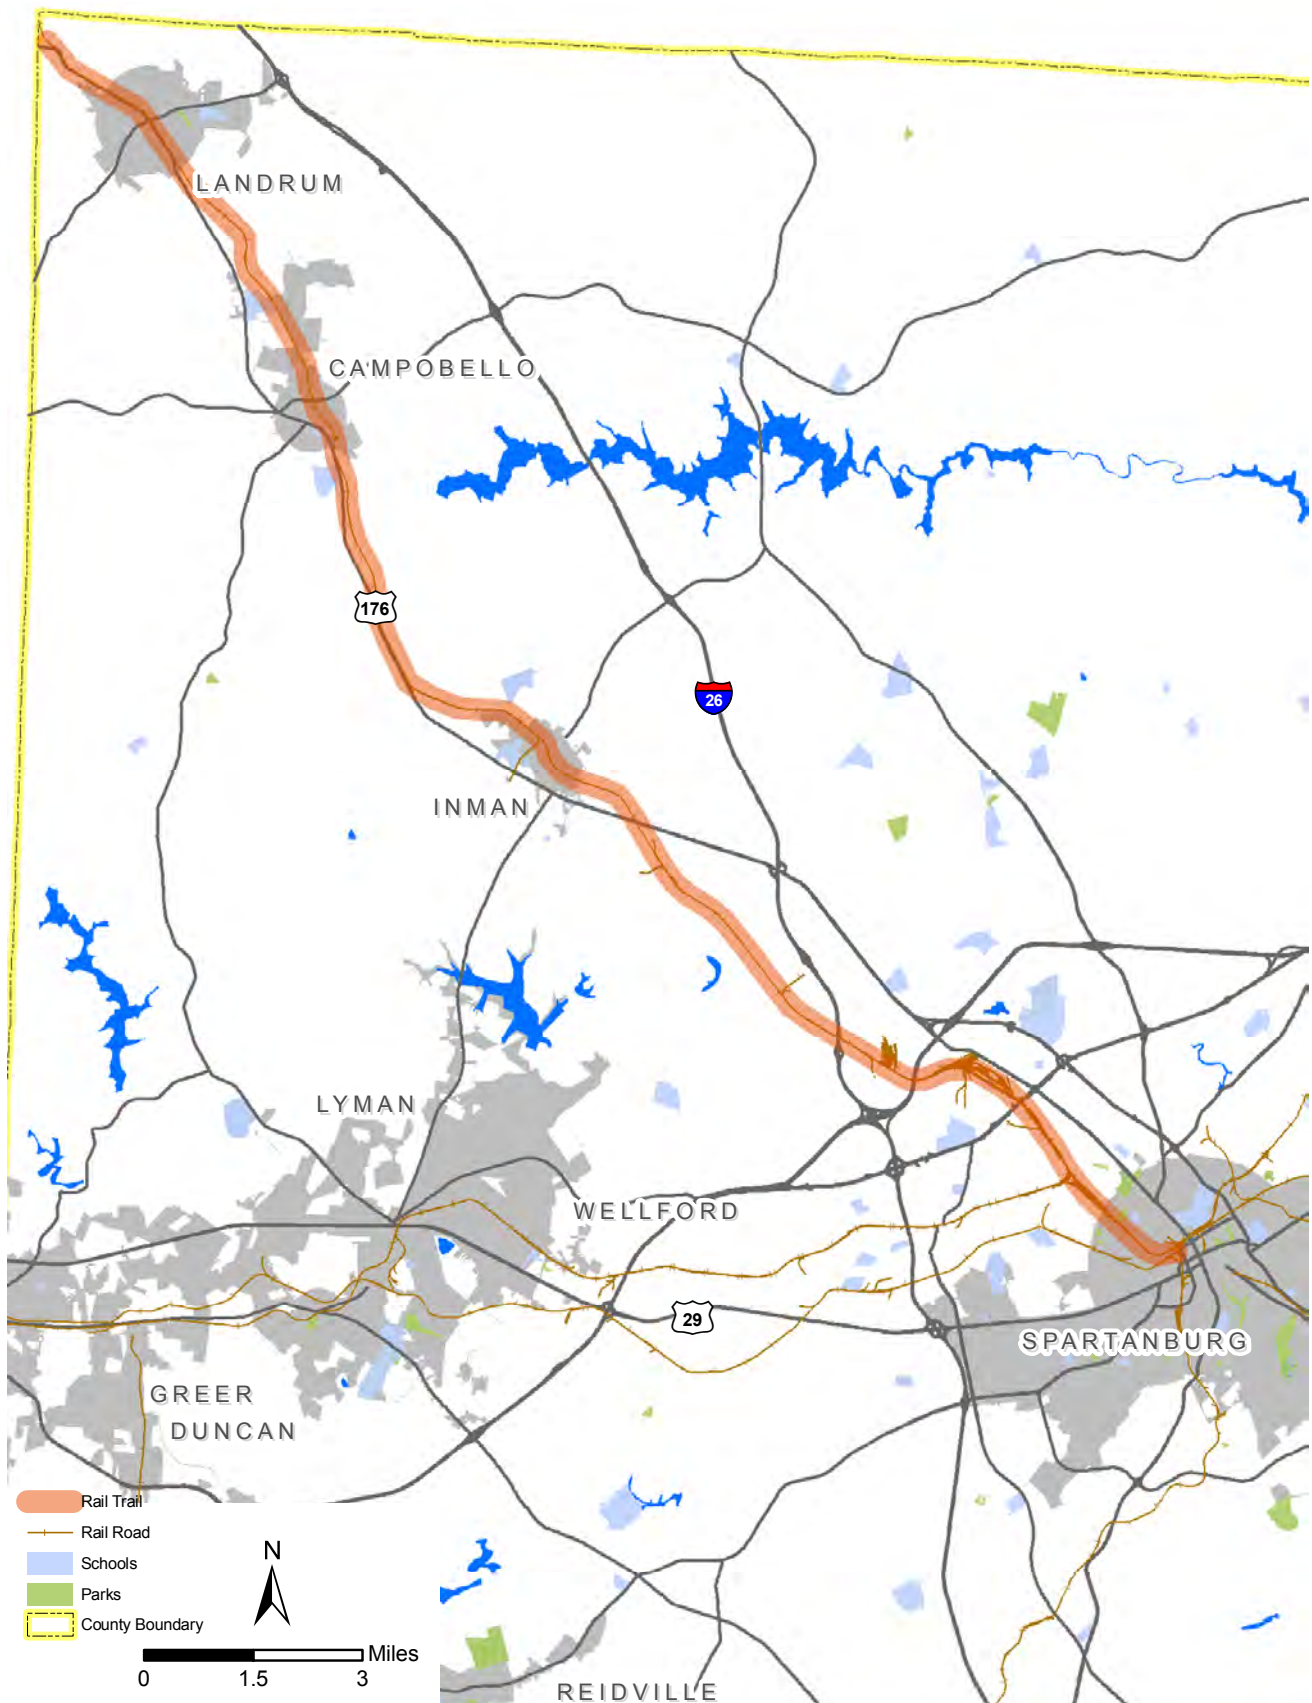 LANDRUM
CAMPOBELLO
176
26
INMAN
LYMAN
WELLFORD
29
SPARTANBURG
GREER
DUNCAN
Rail Trail
Rail Road
Schools
Parks
County Boundary
N
Miles
0 1.5 3
REIDVILLE